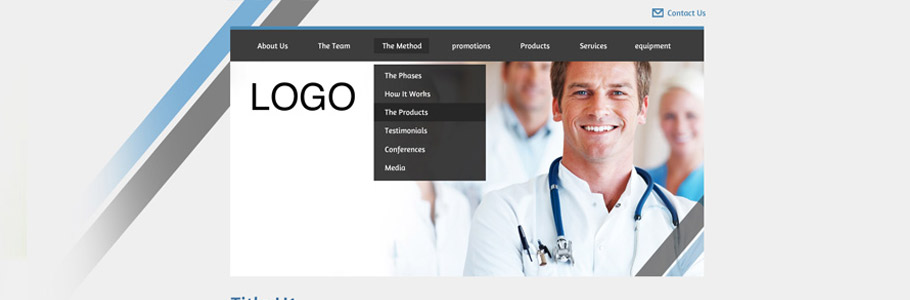 Contact Us
About Us The Team The Method promotions Products Services equipment
LOGO
The Phases
How It Works
The Products
Testimonials
Conferences
Media